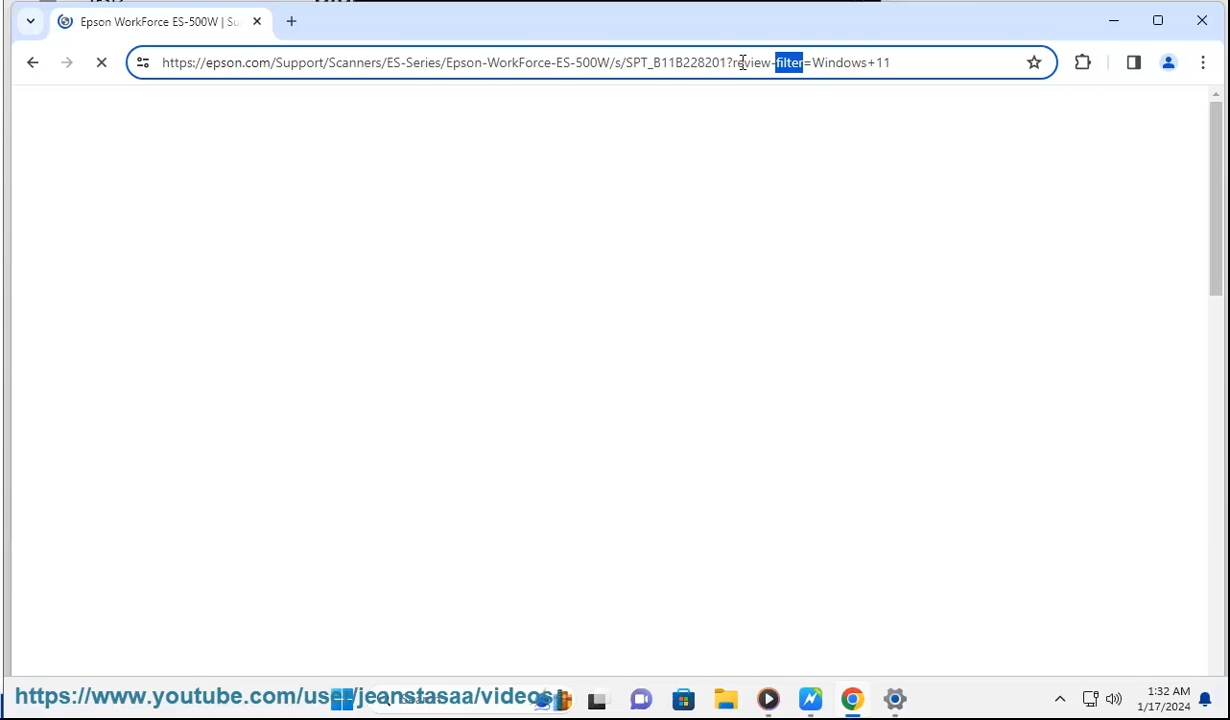 Epson WorkForce ES-500W | Su
https://epson.com/Support/Scanners/ES-Series/Epson-WorkForce-ES-500W/s/SPT_B11B228201?review-filter=Windows+11
https://www.youtube.com/user/jeanstasaa/videos
1:32 AM
1/17/2024